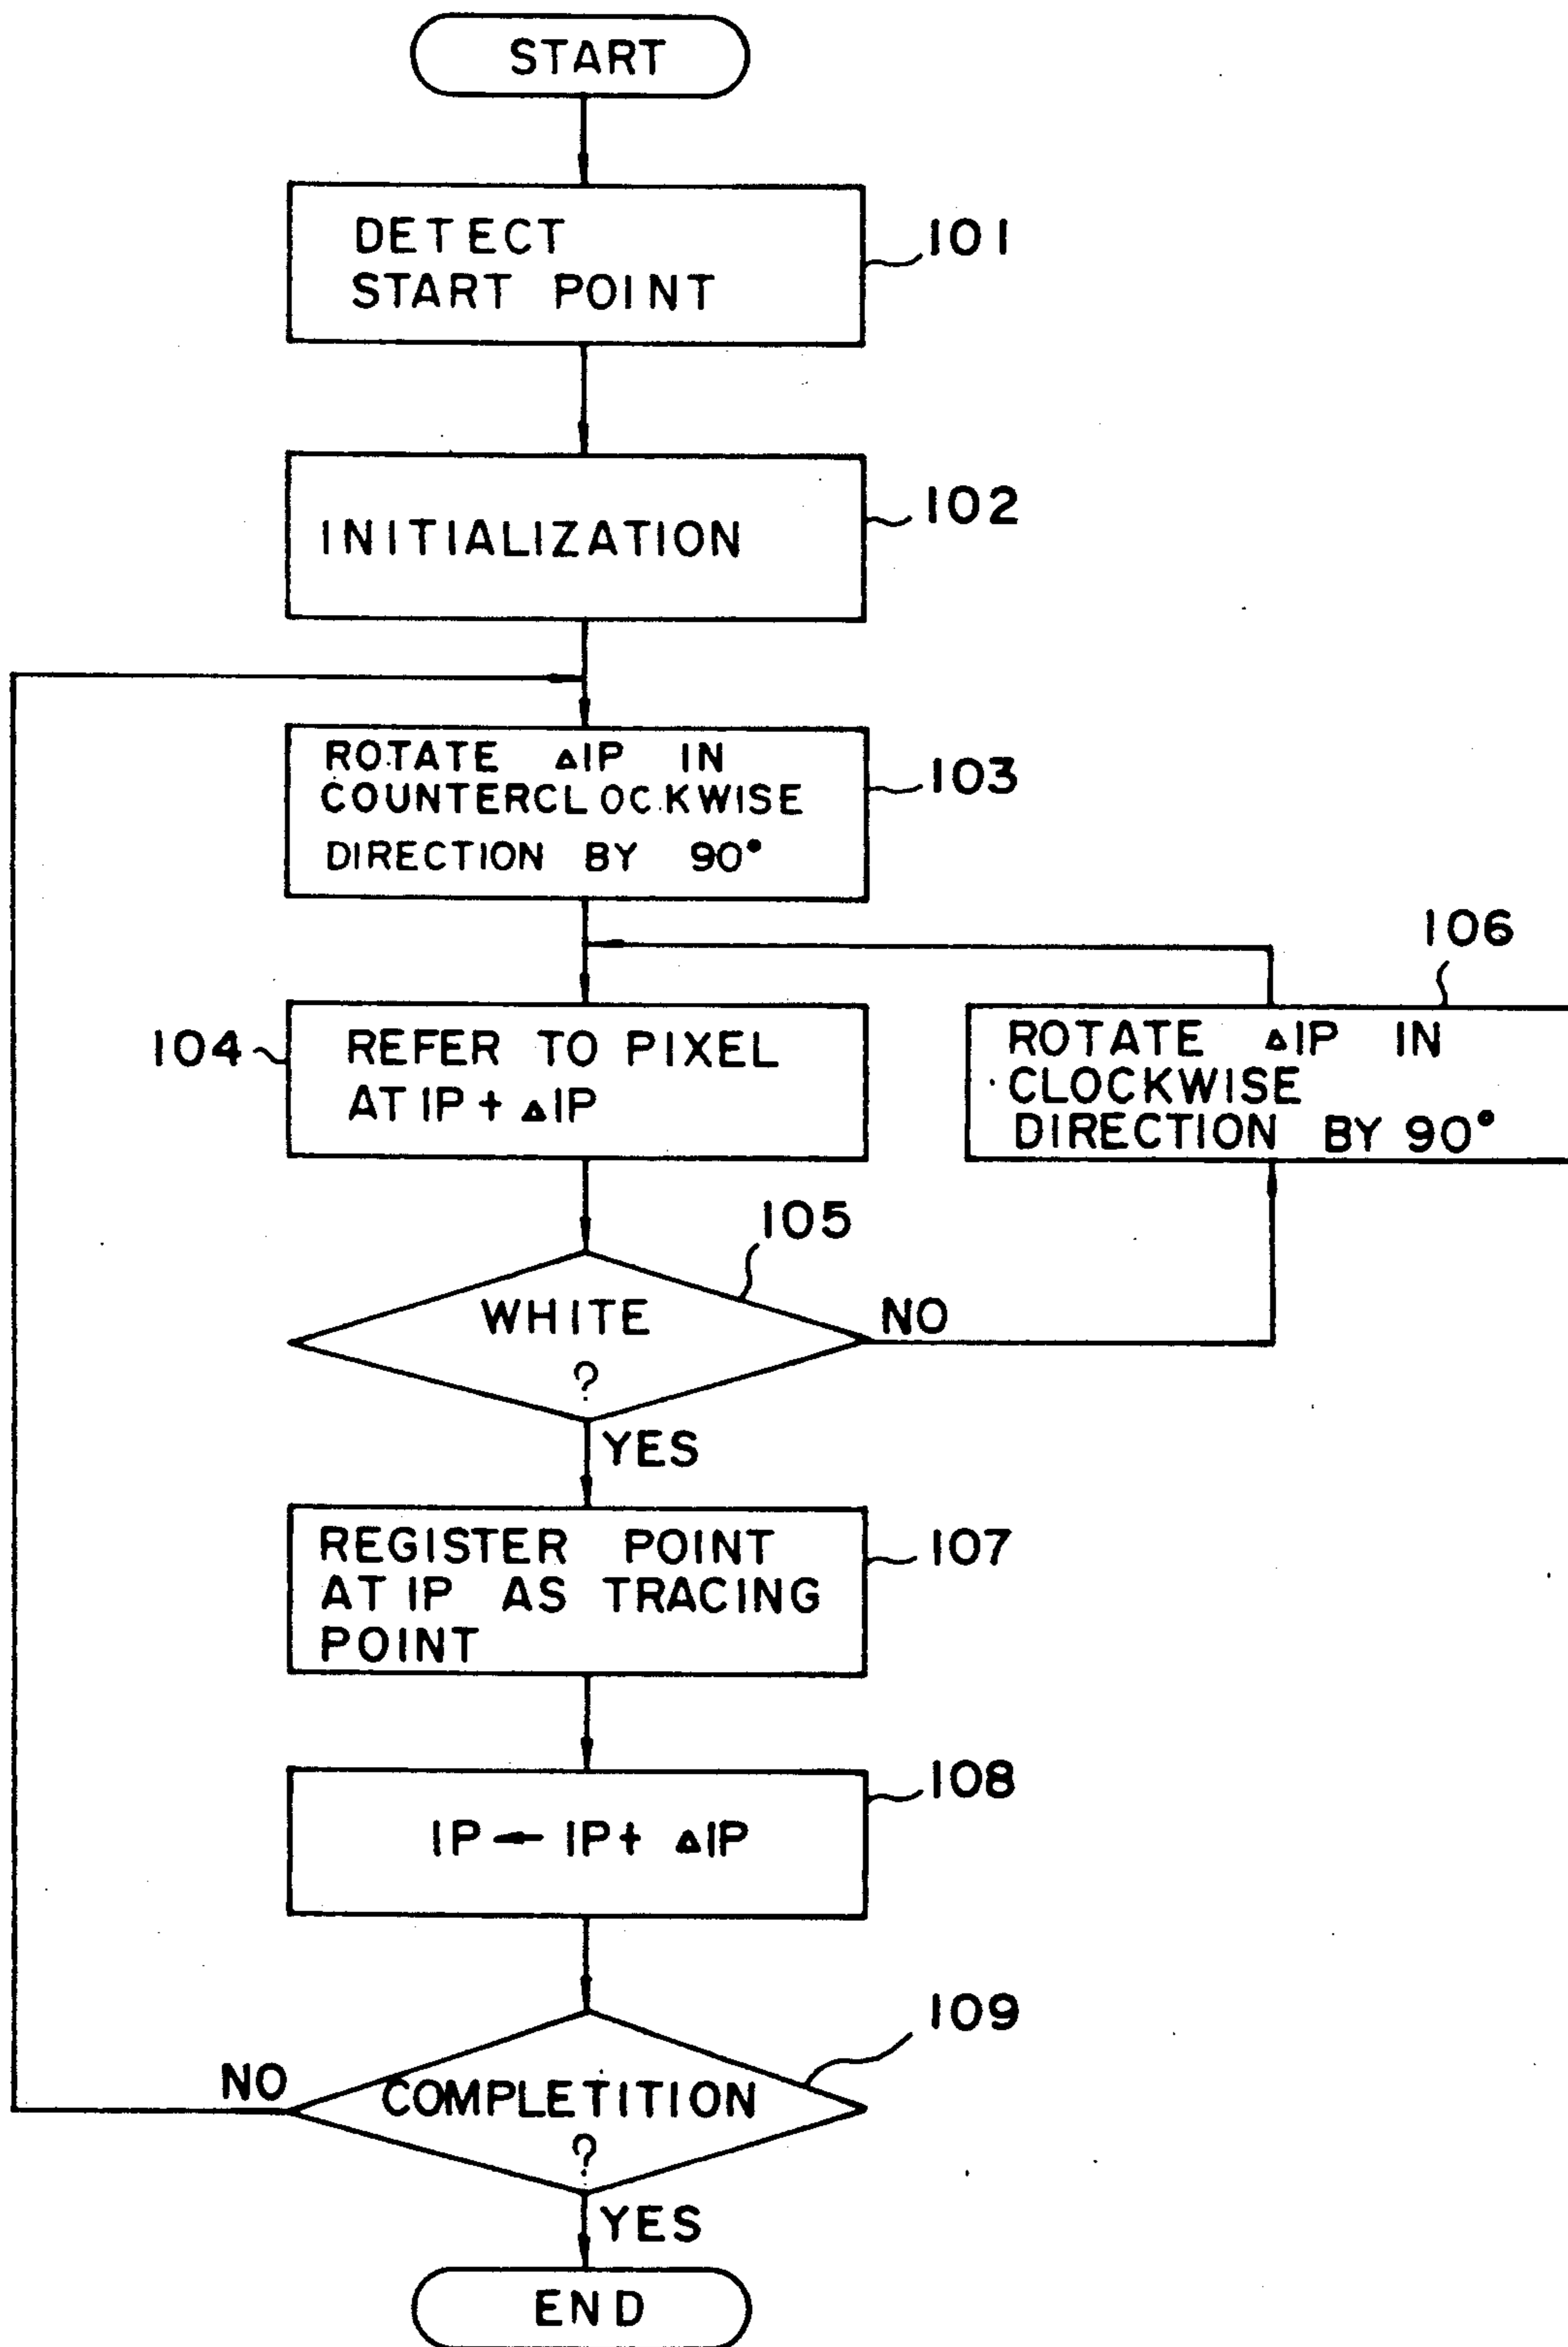 START
DETECT
START POINT
101
INITIALIZATION
102
ROTATE ΔIP IN
COUNTERCLOCKWISE
DIRECTION BY 90°
103
106
104
REFER TO PIXEL
AT IP + ΔIP
ROTATE ΔIP IN
CLOCKWISE
DIRECTION BY 90°
105
WHITE
?
NO
YES
REGISTER POINT
AT IP AS TRACING
POINT
107
108
IP ← IP + ΔIP
109
NO
COMPLETITION
?
YES
END